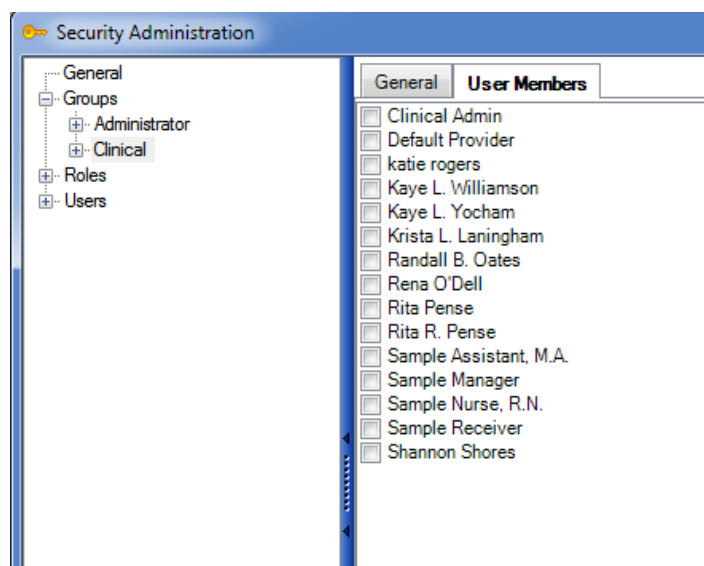 Security Administration
General
Groups
Administrator
Clinical
Roles
Users
General User Members
Clinical Admin
Default Provider
katie rogers
Kaye L. Williamson
Kaye L. Yocham
Krista L. Laningham
Randall B. Oates
Rena O'Dell
Rita Pense
Rita R. Pense
Sample Assistant, M.A.
Sample Manager
Sample Nurse, R.N.
Sample Receiver
Shannon Shores